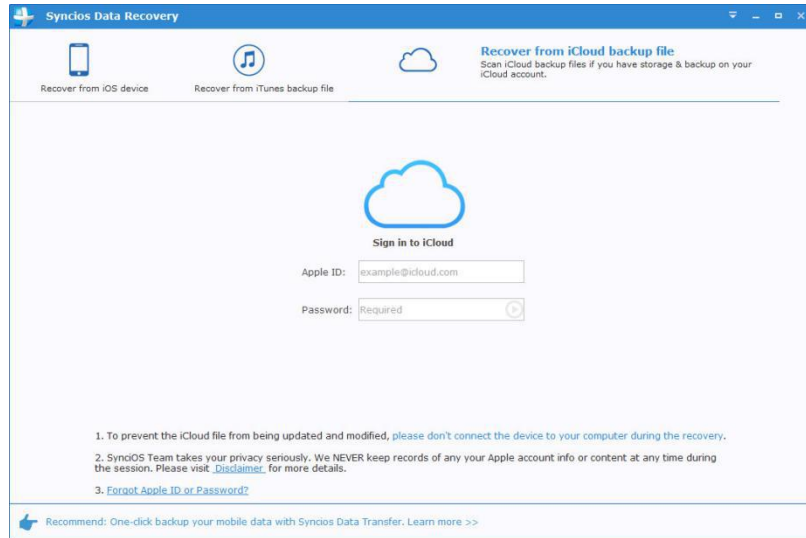 Syncios Data Recovery
Recover from iOS device
Recover from iTunes backup file
Recover from iCloud backup file
Scan iCloud backup files if you have storage & backup on your
iCloud account.
Sign in to iCloud
Apple ID: example@icloud.com
Password: Required
1. To prevent the iCloud file from being updated and modified, please don't connect the device to your computer during the recovery.
2. SynciOS Team takes your privacy seriously. We NEVER keep records of any your Apple account info or content at any time during
the session. Please visit Disclaimer for more details.
3. Forgot Apple ID or Password?
Recommend: One-click backup your mobile data with Syncios Data Transfer. Learn more >>